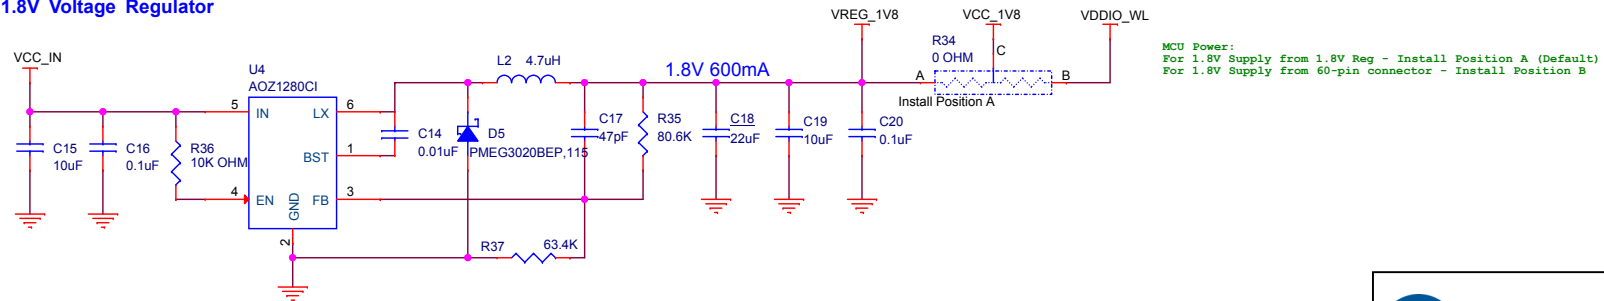 1.8V Voltage Regulator
VREG_1V8
VCC_1V8
VDDIO_WL
VCC_IN
R34
0 OHM
C
A
B
Install Position A
MCU Power:
For 1.8V Supply from 1.8V Reg - Install Position A (Default)
For 1.8V Supply from 60-pin connector - Install Position B
U4
AOZ1280CI
L2 4.7uH
1.8V 600mA
5
IN
LX
6
BST
1
4
EN
GND
FB
3
2
C15
10uF
C16
0.1uF
R36
10K OHM
C14
0.01uF
D5
PMEG3020BEP,115
C17
47pF
R35
80.6K
C18
22uF
C19
10uF
C20
0.1uF
R37
63.4K